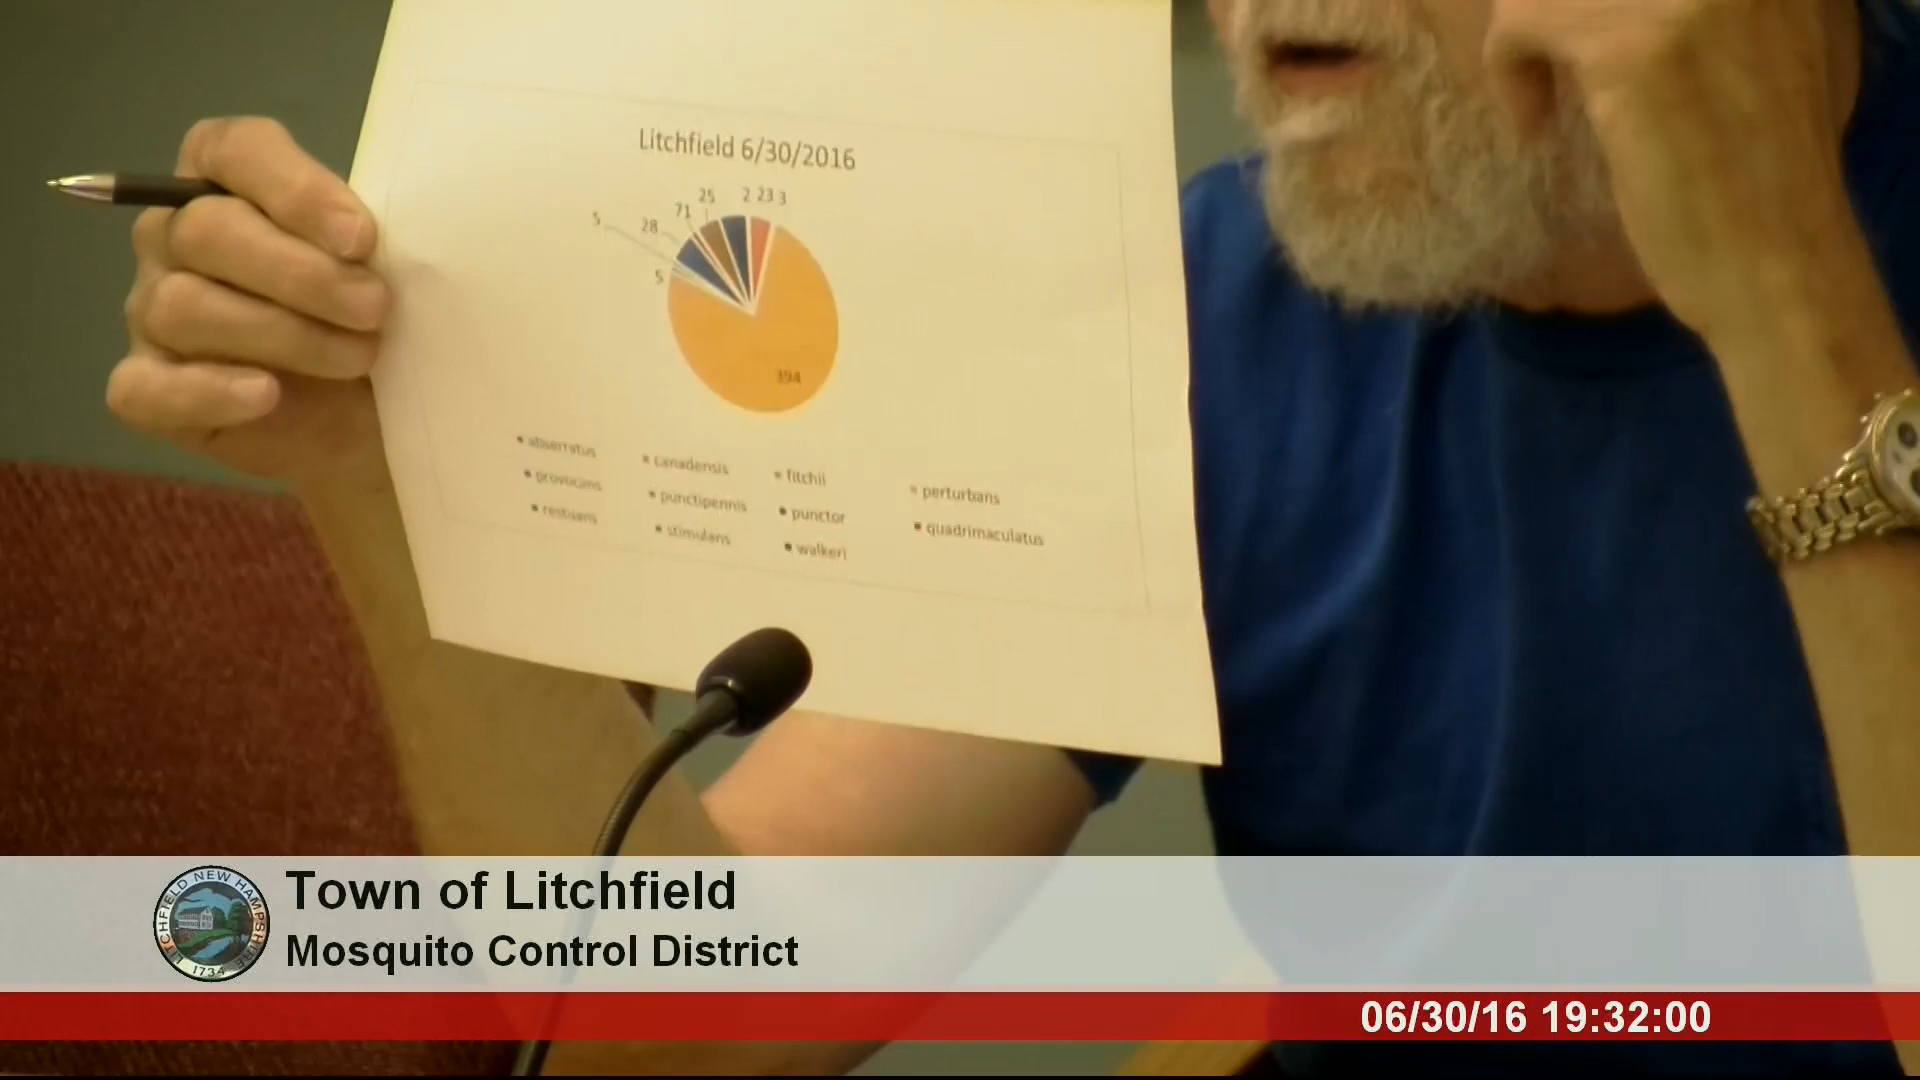 Litchfield 6/30/2016
25 2 23 3
71
5 28
5
394
abserratus canadensis fitchii perturbans
provocans punctipennis punctor quadrimaculatus
stimulans walkeri
LITCHFIELD NEW HAMPSHIRE
1734
Town of Litchfield
Mosquito Control District
06/30/16 19:32:00